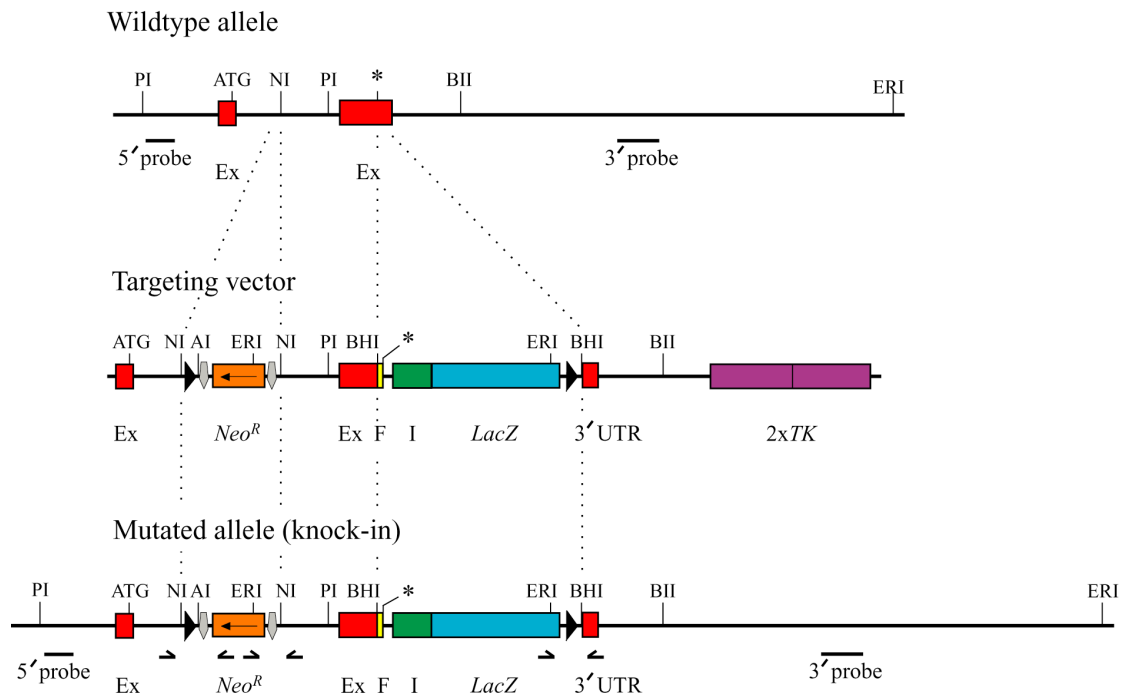 Wildtype allele
PI ATG NI PI * BII ERI
5′ probe 3′ probe
Ex Ex
Targeting vector
ATG NI AI ERI NI PI BHI * ERI BHI BII
Ex Neo^R Ex F I LacZ 3′ UTR 2xTK
Mutated allele (knock-in)
PI ATG NI AI ERI NI PI BHI * ERI BHI BII ERI
5′ probe Ex Neo^R Ex F I LacZ 3′ UTR 3′ probe